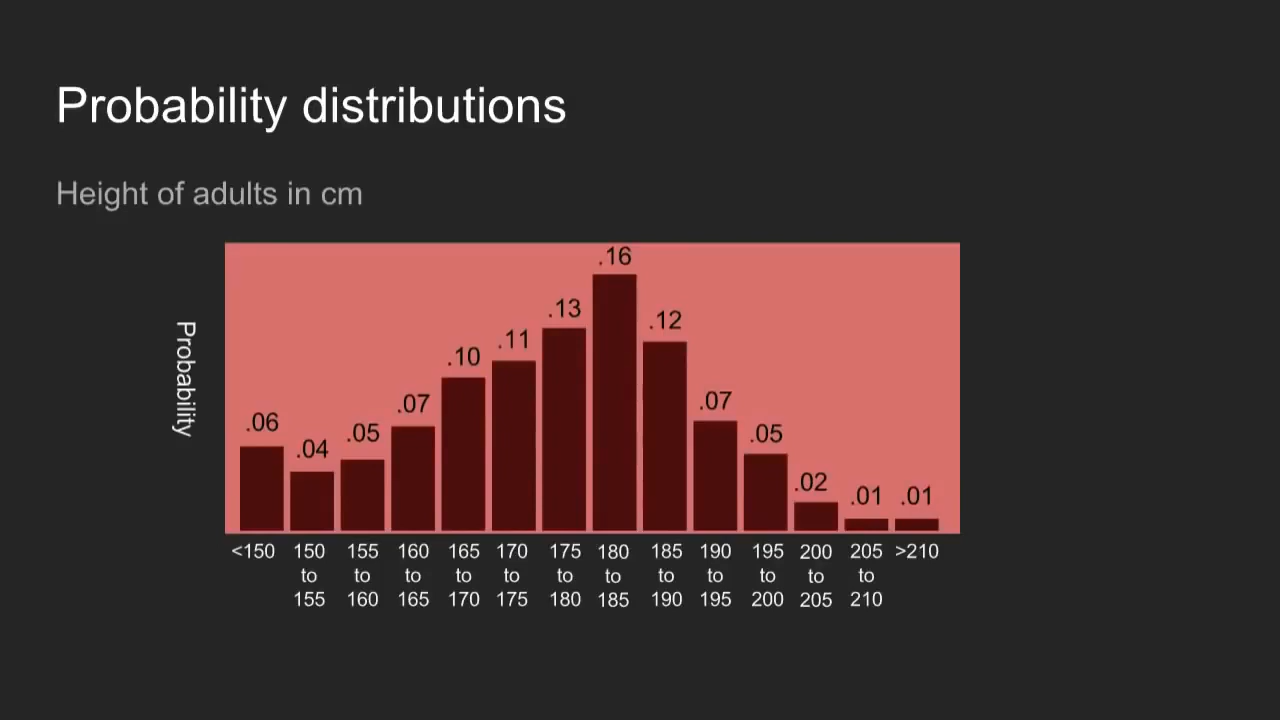 Probability distributions
Height of adults in cm
Probability
.06 .04 .05 .07 .10 .11 .13 .16 .12 .07 .05 .02 .01 .01
<150 150 155 160 165 170 175 180 185 190 195 200 205 >210
to to to to to to to to to to to to
155 160 165 170 175 180 185 190 195 200 205 210